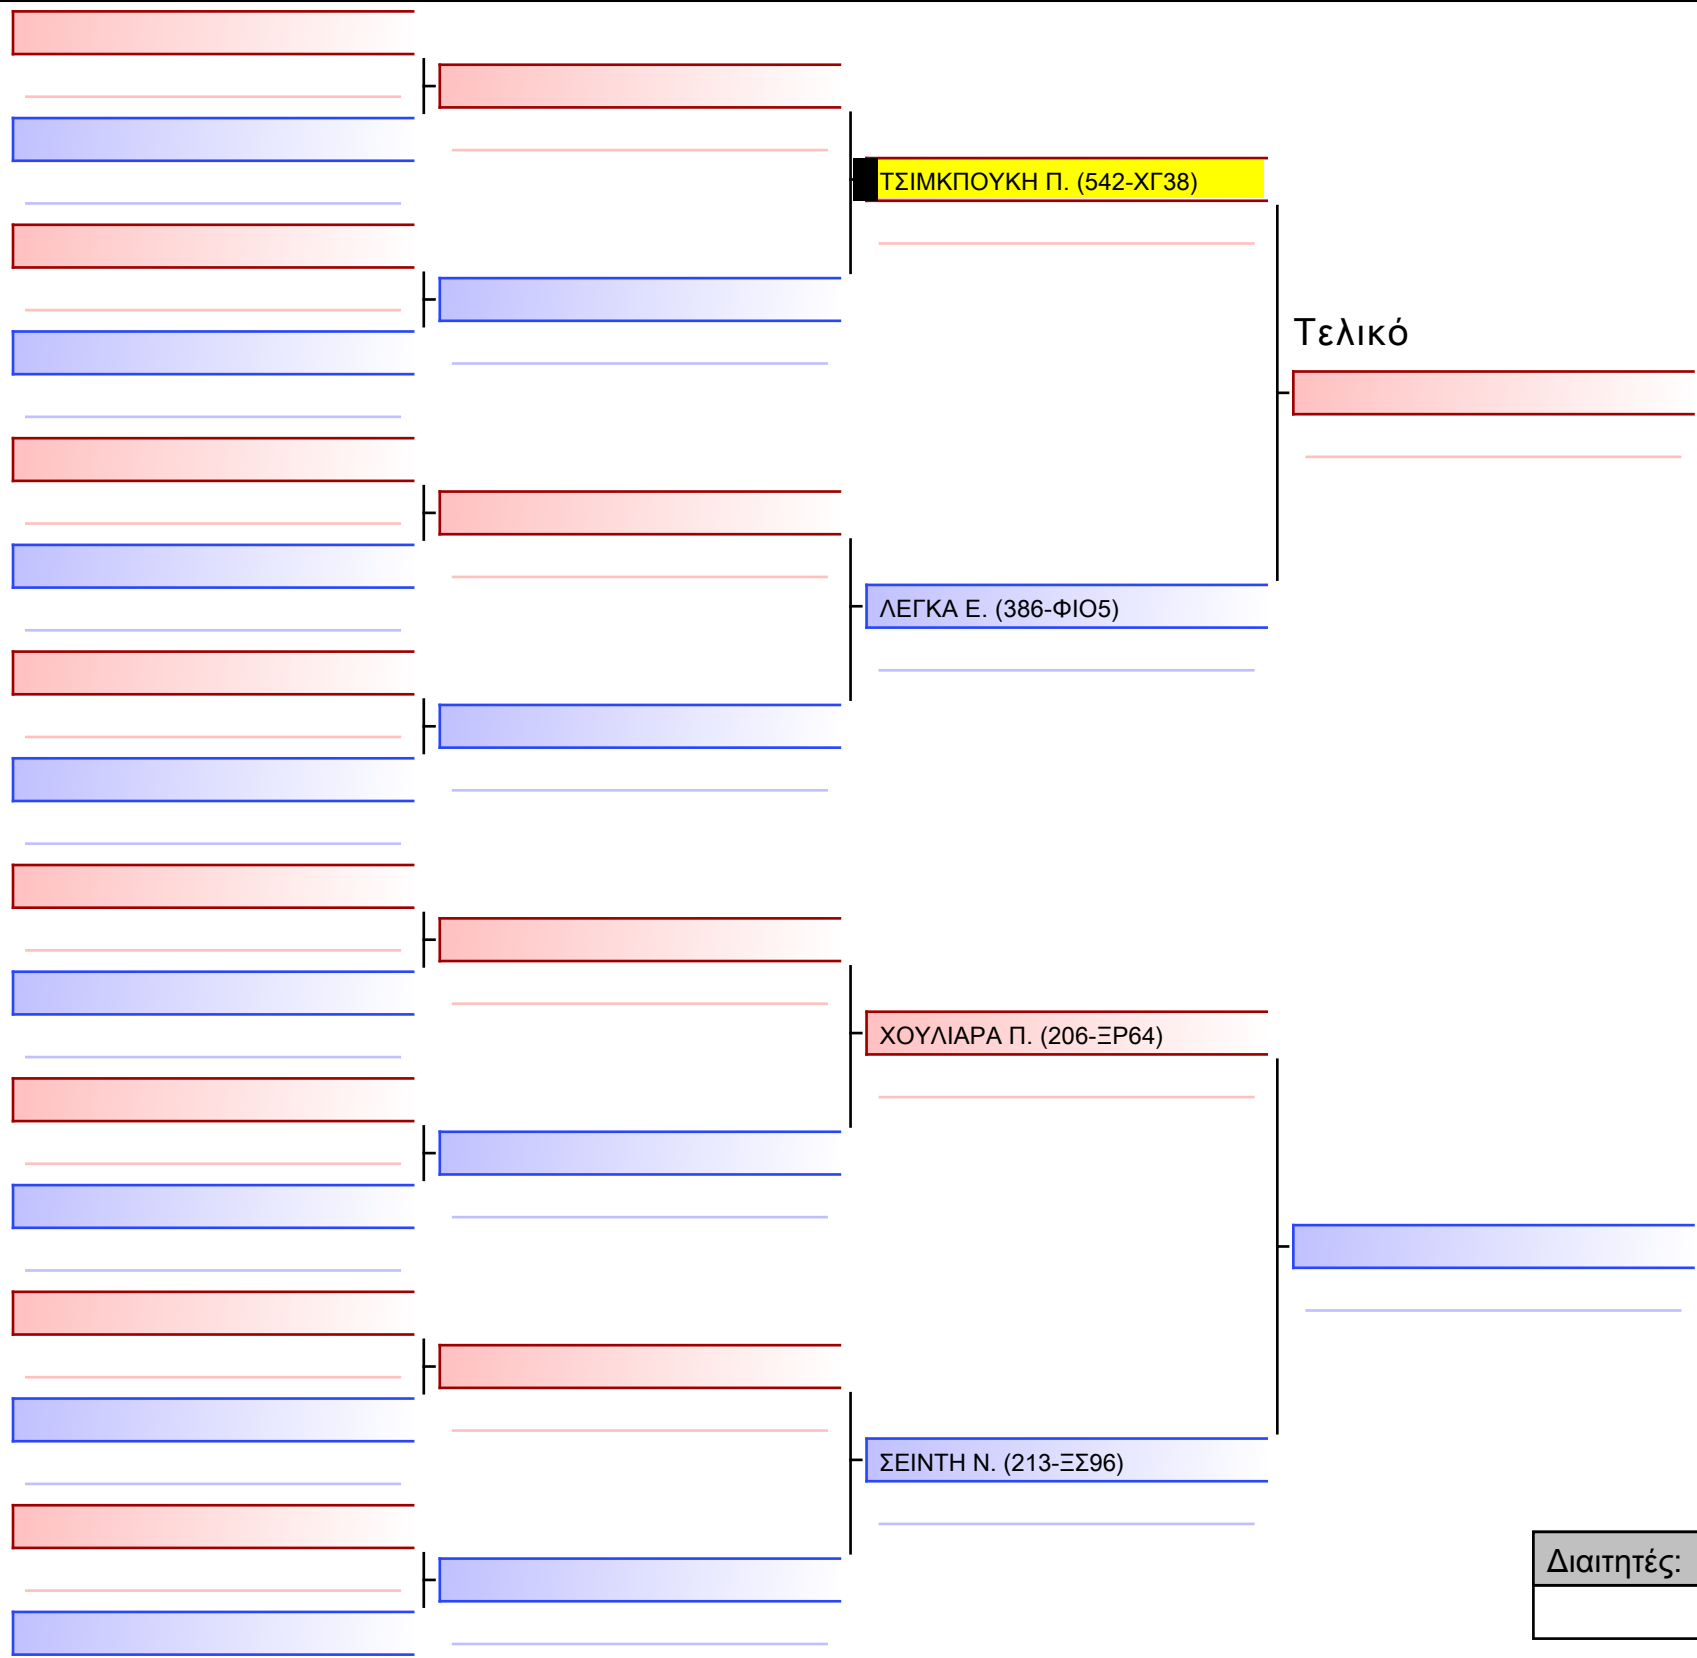 ΤΣΙΜΚΠΟΥΚΗ Π. (542-ΧΓ38)
Τελικό
ΛΕΓΚΑ Ε. (386-ΦΙΟ5)
ΧΟΥΛΙΑΡΑ Π. (206-ΞΡ64)
ΣΕΙΝΤΗ Ν. (213-ΞΣ96)
Διαιτητές: